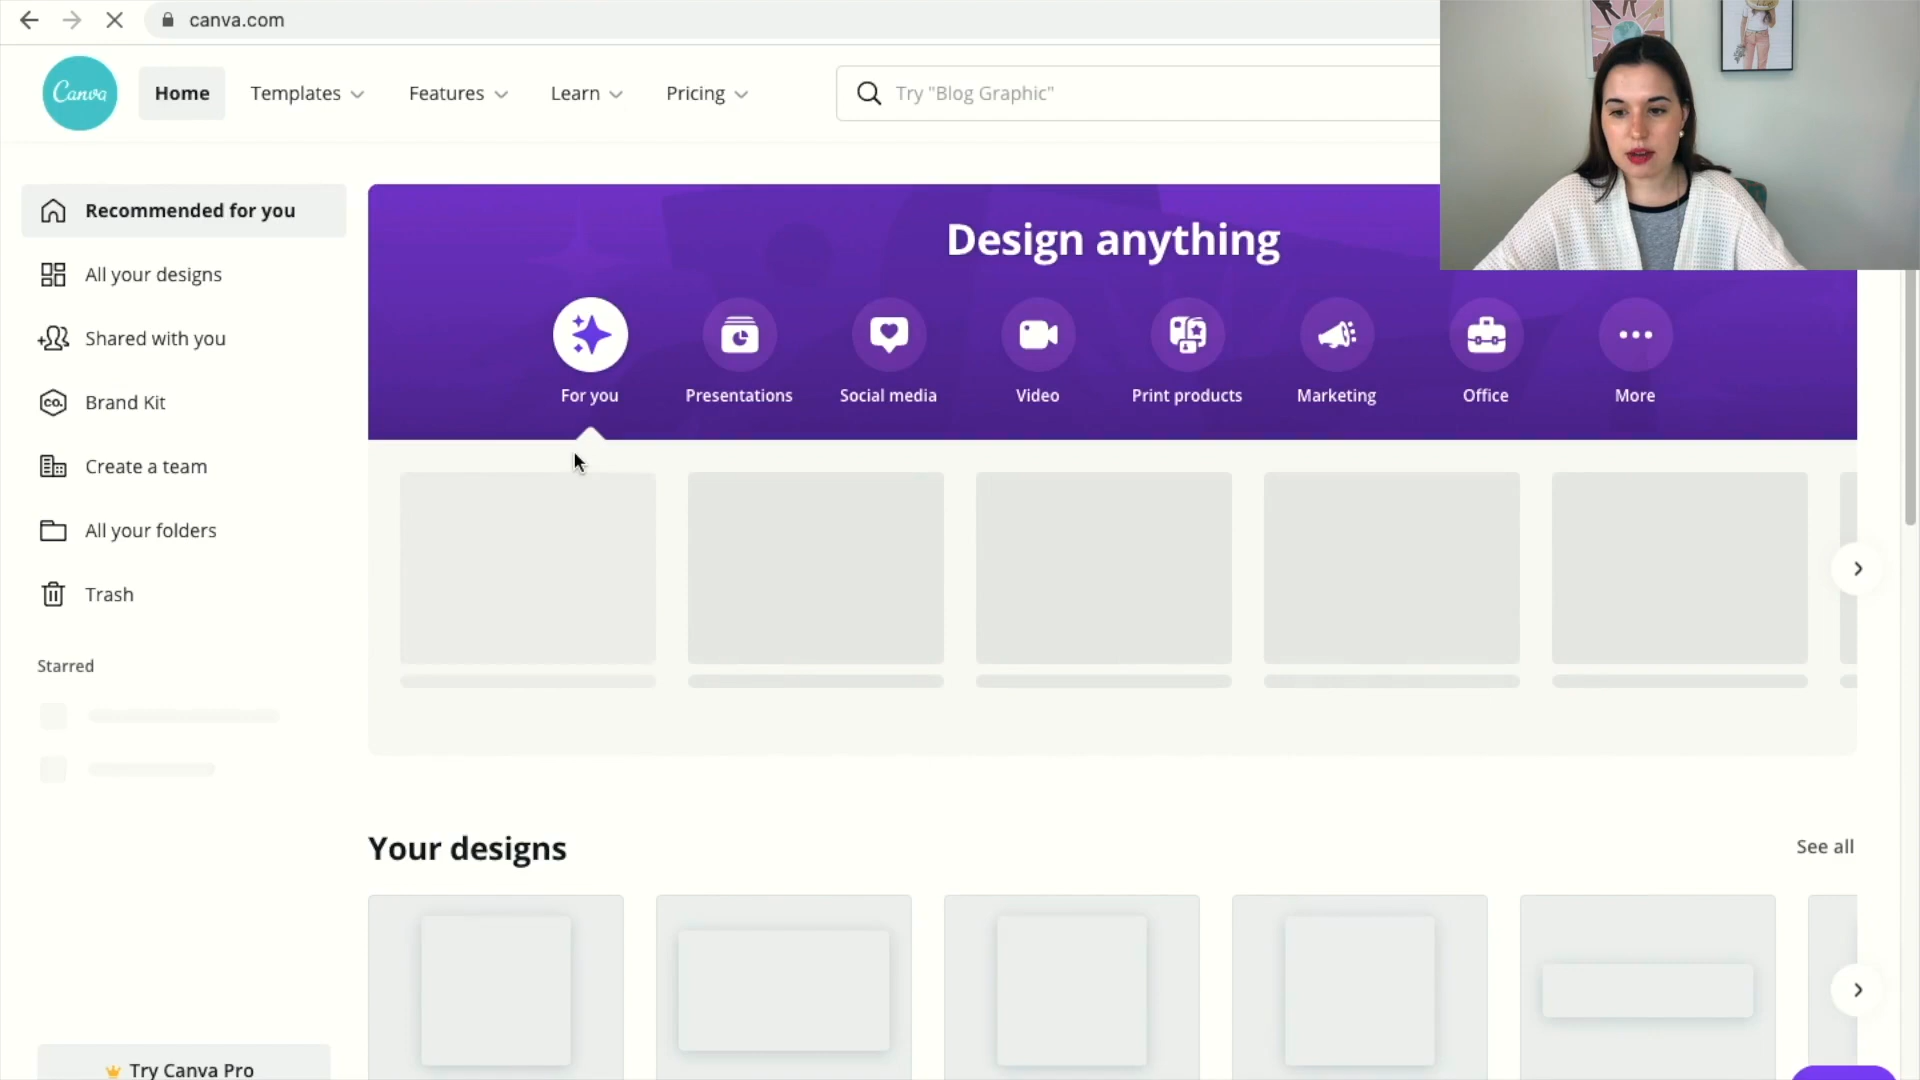 canva.com
Canva
Home
Templates
Features
Learn
Pricing
Try "Blog Graphic"
Recommended for you
All your designs
Shared with you
CO.
Brand Kit
Create a team
All your folders
Trash
Starred
Try Canva Pro
Design anything
For you
Presentations
Social media
Video
Print products
Marketing
Office
More
Your designs
See all